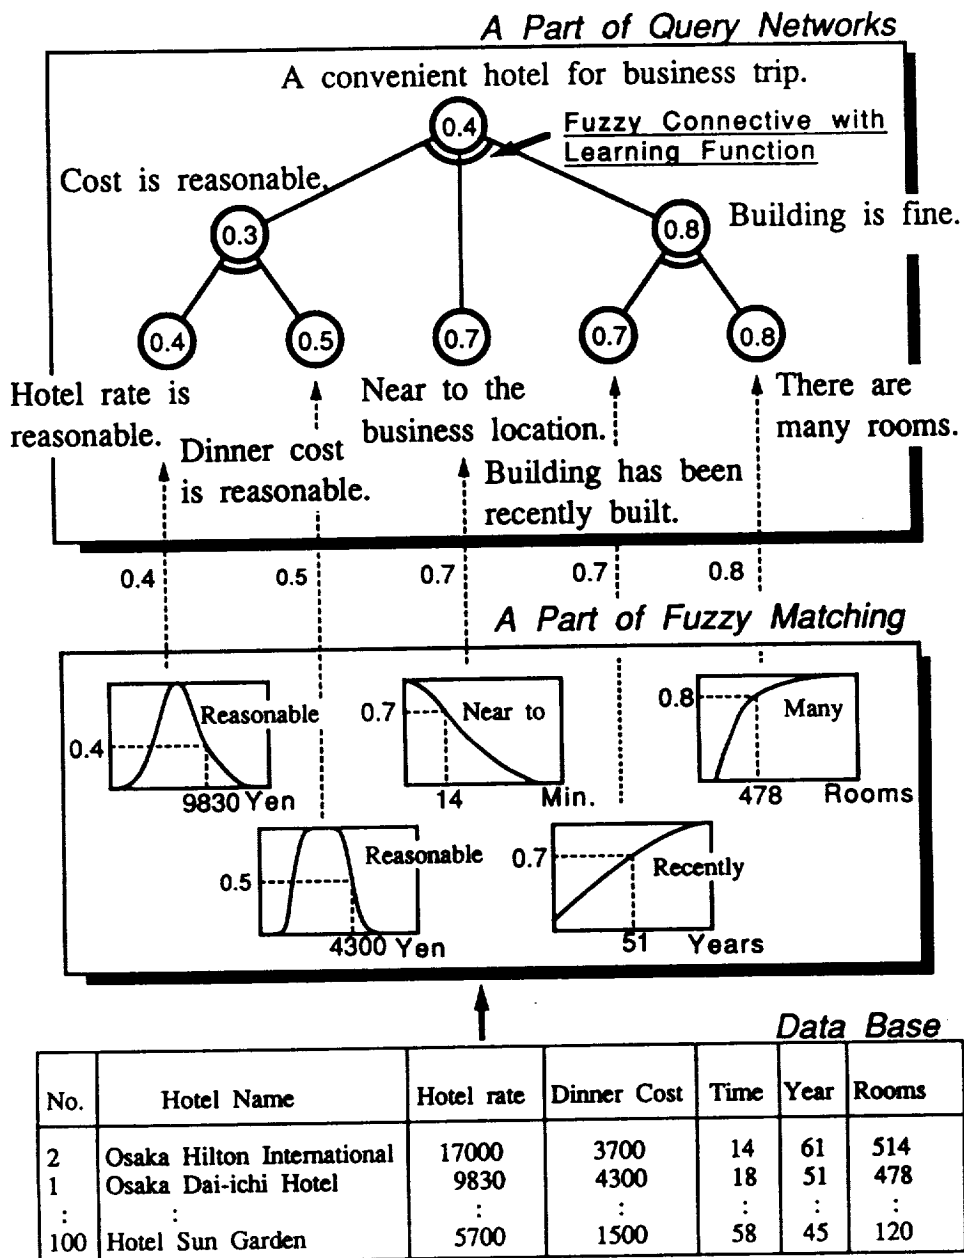 A Part of Query Networks
A convenient hotel for business trip.
0.4
Fuzzy Connective with
Learning Function
Cost is reasonable.
Building is fine.
0.3
0.8
0.4
0.5
0.7
0.7
0.8
Hotel rate is
reasonable.
Dinner cost
is reasonable.
Near to the
business location.
Building has been
recently built.
There are
many rooms.
0.4
0.5
0.7
0.7
0.8
A Part of Fuzzy Matching
Reasonable
0.4
9830 Yen
Near to
0.7
14 Min.
Many
0.8
478 Rooms
Reasonable
0.5
4300 Yen
Recently
0.7
51 Years
Data Base
No. Hotel Name Hotel rate Dinner Cost Time Year Rooms
2 Osaka Hilton International 17000 3700 14 61 514
1 Osaka Dai-ichi Hotel 9830 4300 18 51 478
: : : : : : :
100 Hotel Sun Garden 5700 1500 58 45 120